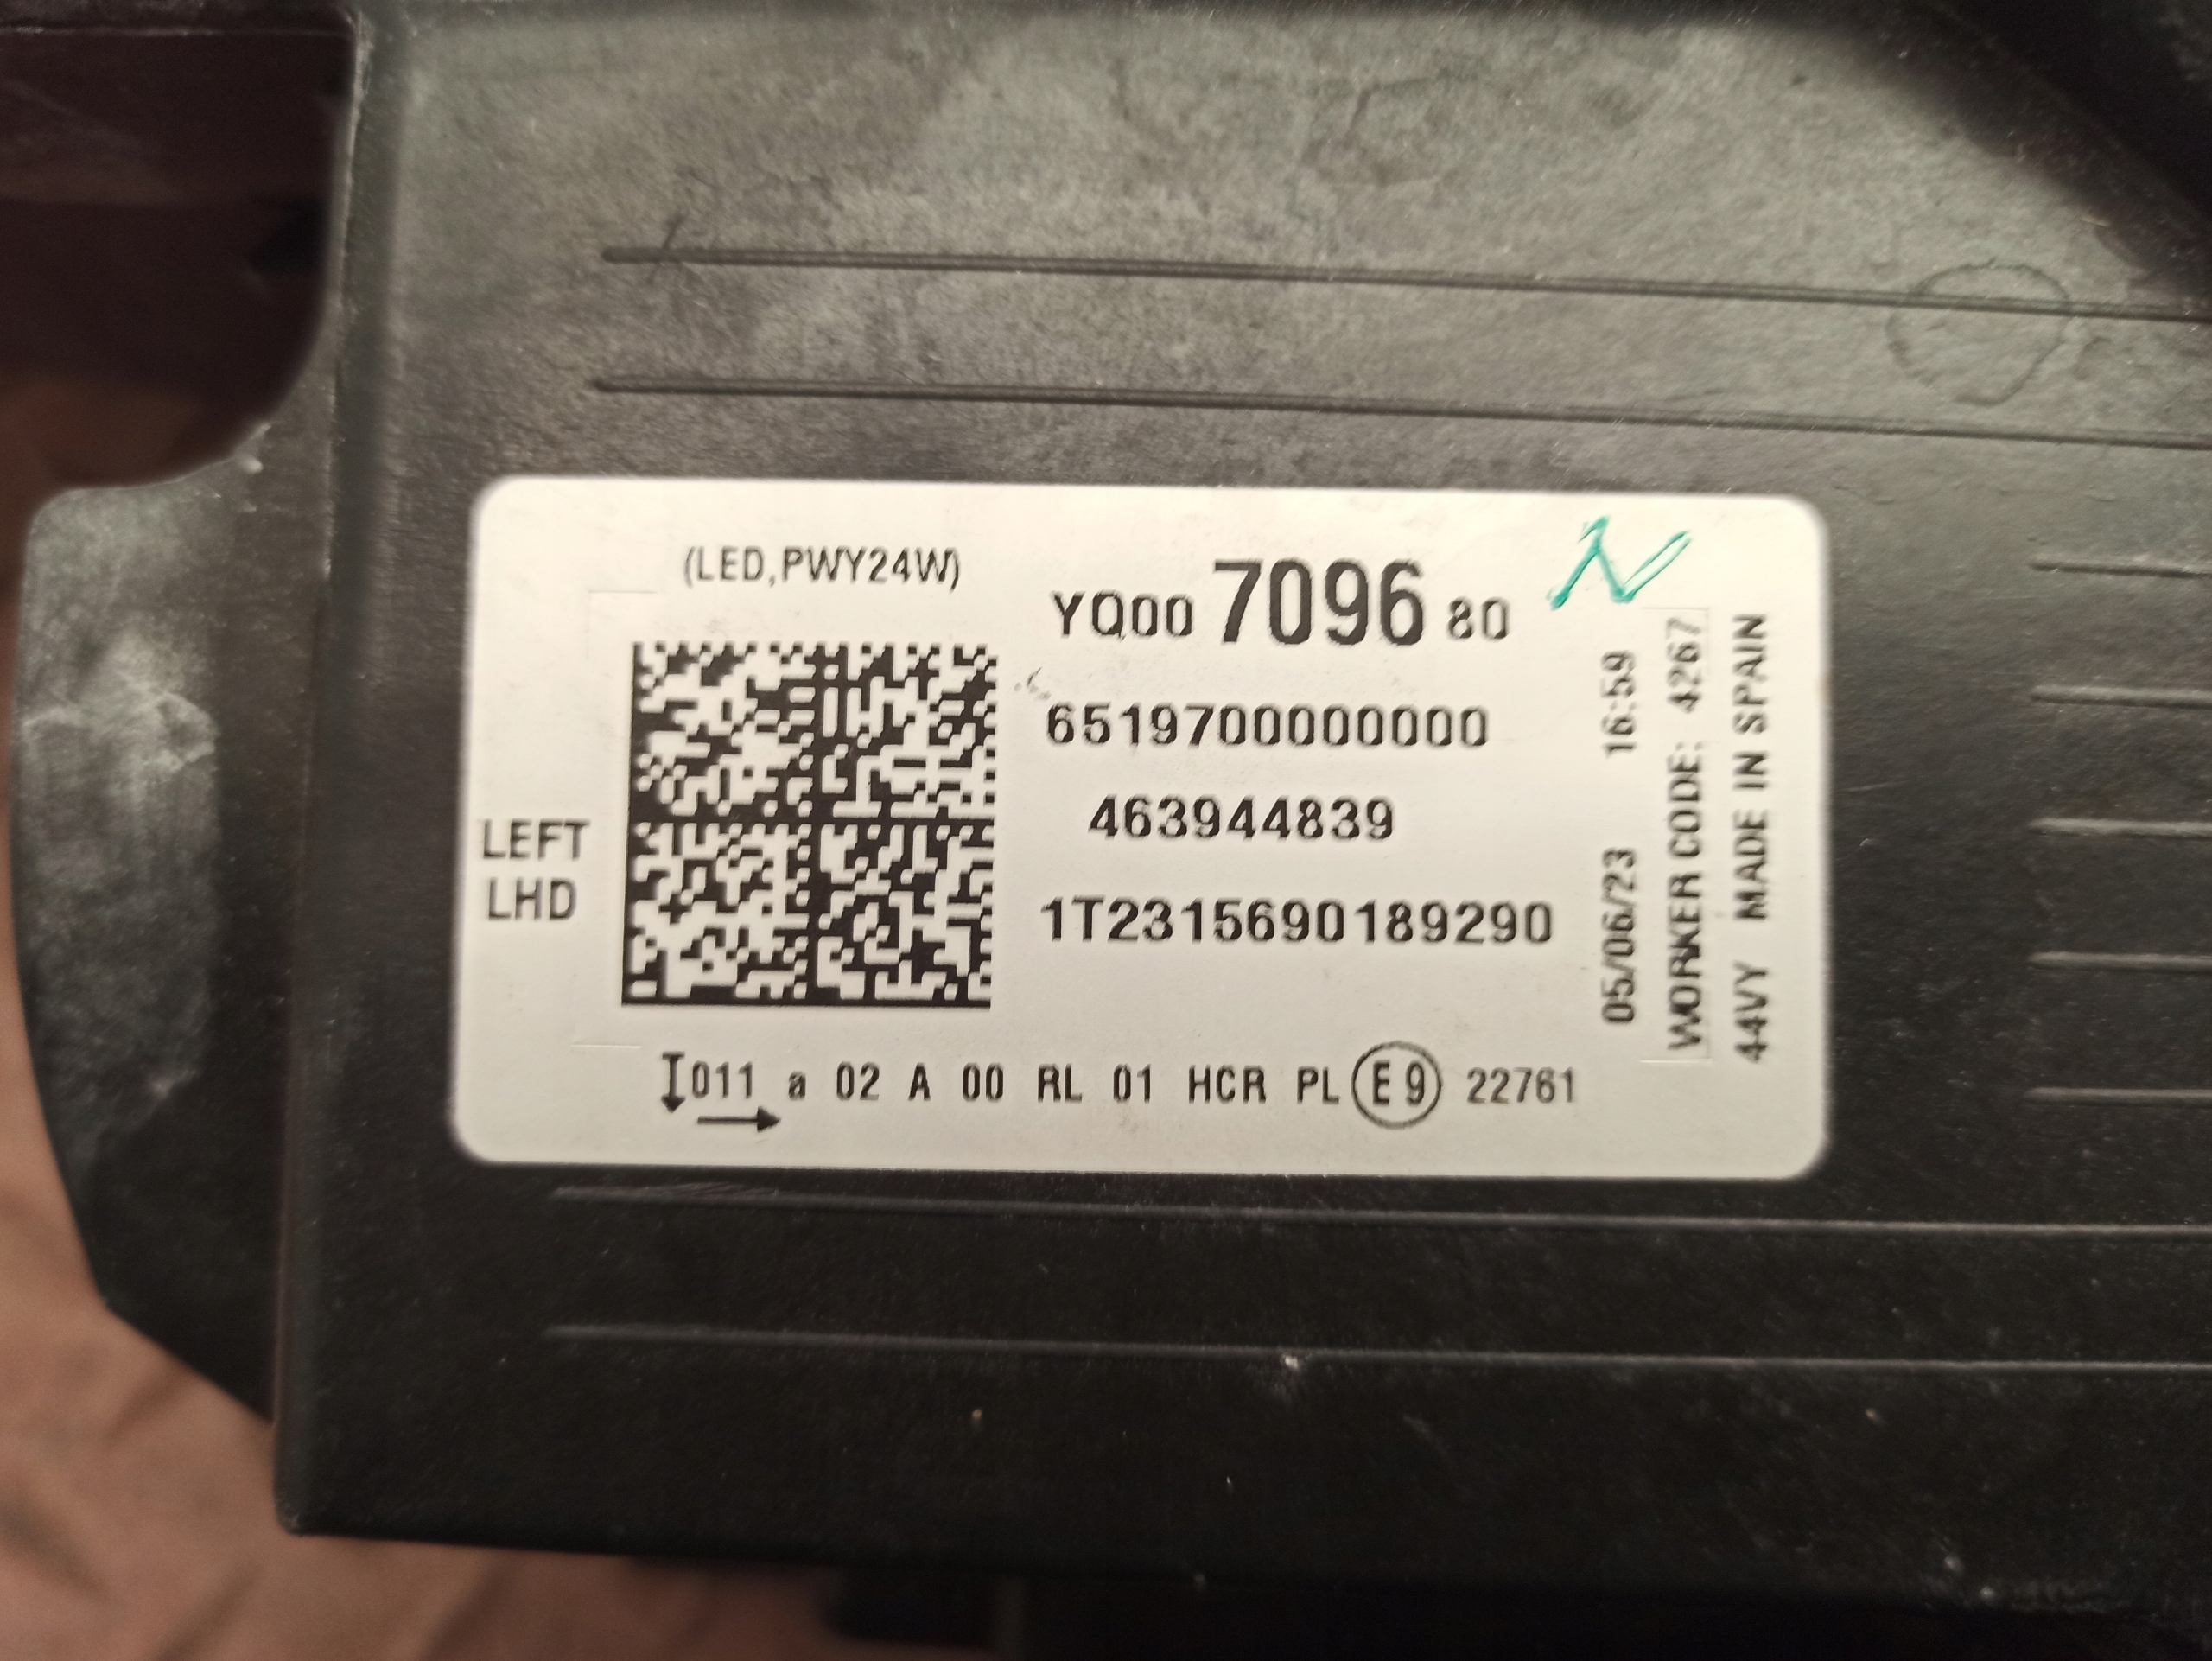 (LED,PWY24W)
YQ00 7096 80
N
6519700000000
463944839
1T2315690189290
LEFT
LHD
011 a 02 A 00 RL 01 HCR PL E9 22761
05/06/23 16:59
WORKER CODE: 4267
44VY MADE IN SPAIN